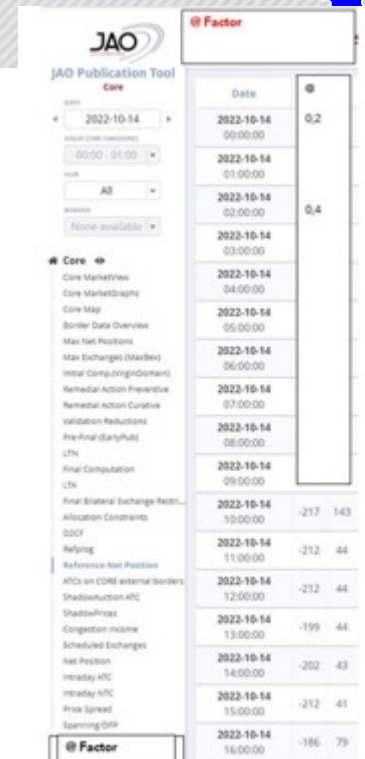 @ Factor
JAO
JAO Publication Tool
Core
DATE
2022-10-14
00:00 - 01:00
HUB
All
BORDER
None available
Core
Core MarketView
Core MarketGraphs
Core Map
Border Data Overview
Max Net Positions
Max Exchanges (MaxBex)
Initial Comp.(VirginDomain)
Remedial Action Preventive
Remedial Action Curative
Validation Reductions
Pre-Final (EarlyPub)
LTN
Final Computation
LTA
Final Bilateral Exchange Restri...
Allocation Constraints
D2CF
Refprog
Reference Net Position
ATCs on CORE external borders
ShadowAuction ATC
ShadowPrices
Congestion Income
Scheduled Exchanges
Net Position
Intraday ATC
Intraday NTC
Price Spread
Spanning/DFP
@ Factor
Date @
2022-10-14 0,2
00:00:00
2022-10-14
01:00:00
2022-10-14
02:00:00 0,4
2022-10-14
03:00:00
2022-10-14
04:00:00
2022-10-14
05:00:00
2022-10-14
06:00:00
2022-10-14
07:00:00
2022-10-14
08:00:00
2022-10-14
09:00:00
2022-10-14
10:00:00 -217 143
2022-10-14
11:00:00 -212 44
2022-10-14
12:00:00 -212 44
2022-10-14
13:00:00 -199 44
2022-10-14
14:00:00 -202 43
2022-10-14
15:00:00 -212 41
2022-10-14
16:00:00 -186 79